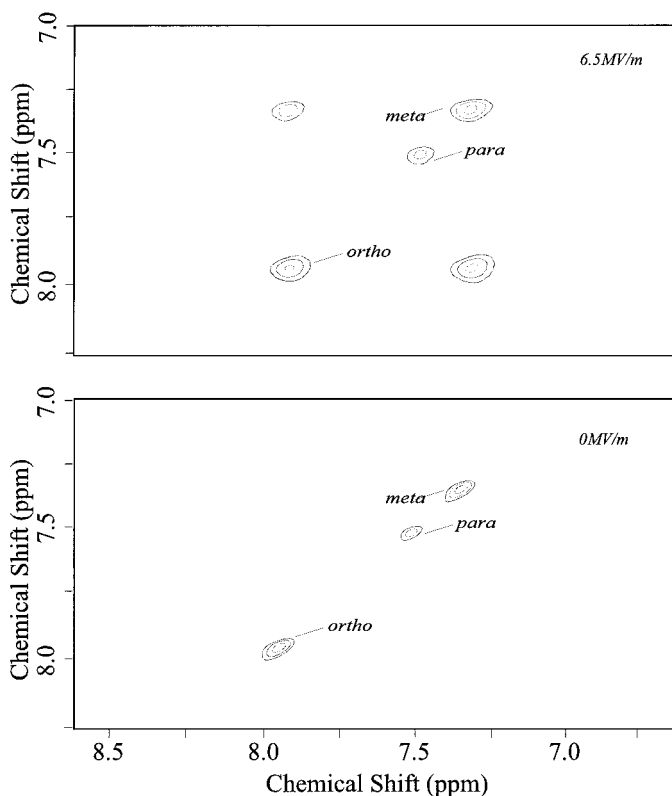 7.0
6.5MV/m
meta
para
7.5
Chemical Shift (ppm)
ortho
8.0
7.0
0MV/m
meta
para
7.5
Chemical Shift (ppm)
ortho
8.0
8.5 8.0 7.5 7.0
Chemical Shift (ppm)